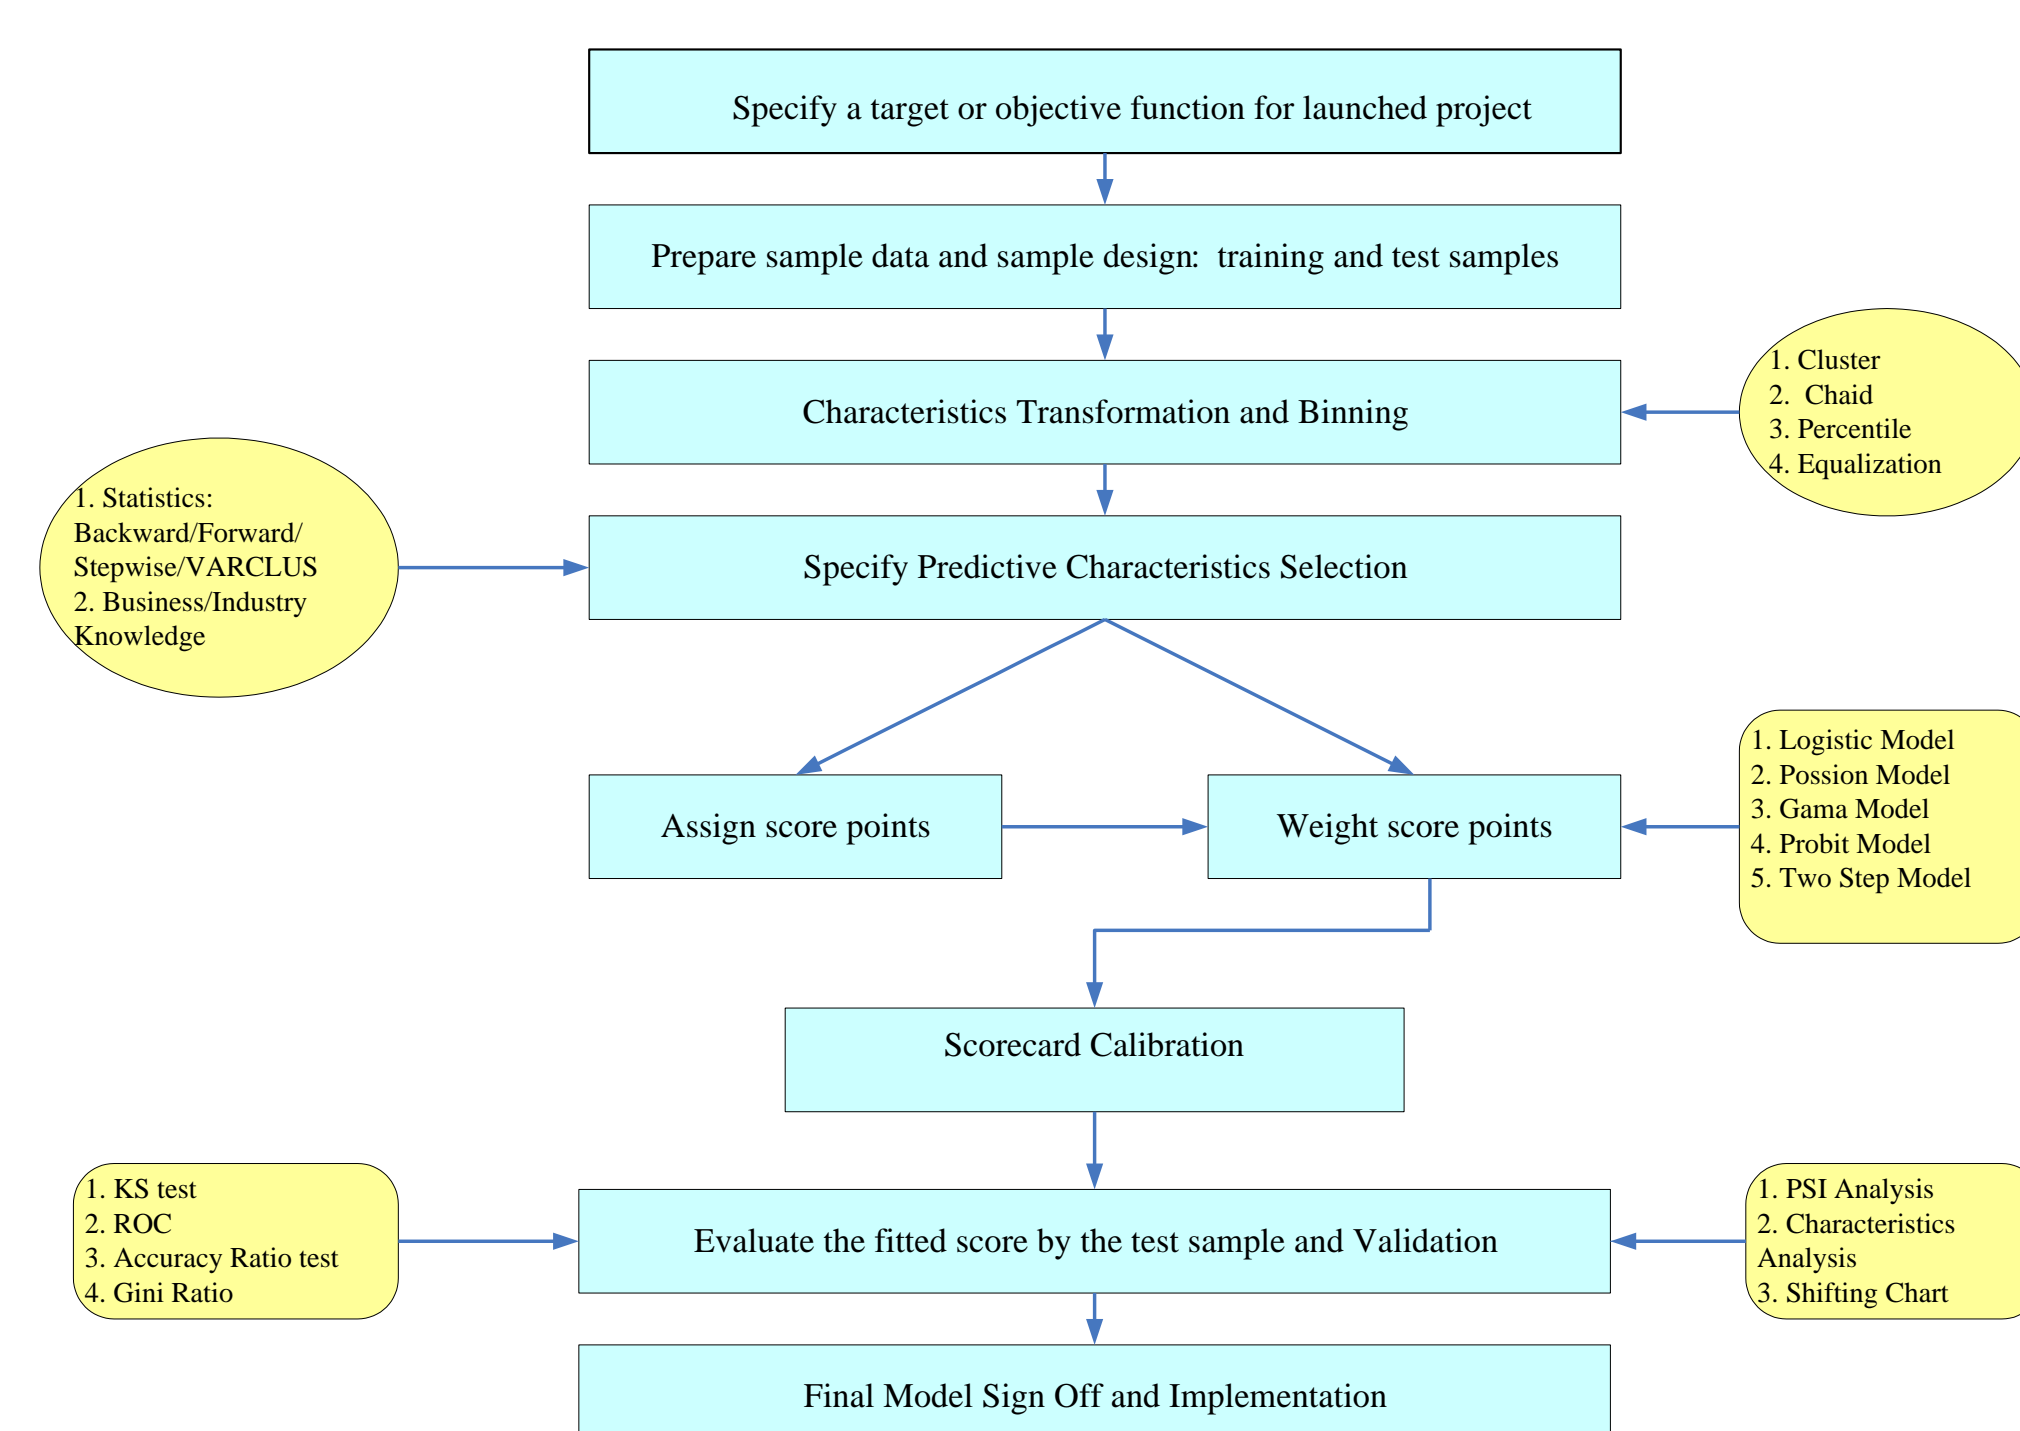 Specify a target or objective function for launched project
Prepare sample data and sample design:  training and test samples
Characteristics Transformation and Binning
1. Cluster
2.  Chaid
3. Percentile
4. Equalization
1. Statistics:
Backward/Forward/
Stepwise/VARCLUS
2. Business/Industry
Knowledge
Specify Predictive Characteristics Selection
Assign score points
Weight score points
1. Logistic Model
2. Possion Model
3. Gama Model
4. Probit Model
5. Two Step Model
Scorecard Calibration
1. KS test
2. ROC
3. Accuracy Ratio test
4. Gini Ratio
Evaluate the fitted score by the test sample and Validation
1. PSI Analysis
2. Characteristics
Analysis
3. Shifting Chart
Final Model Sign Off and Implementation